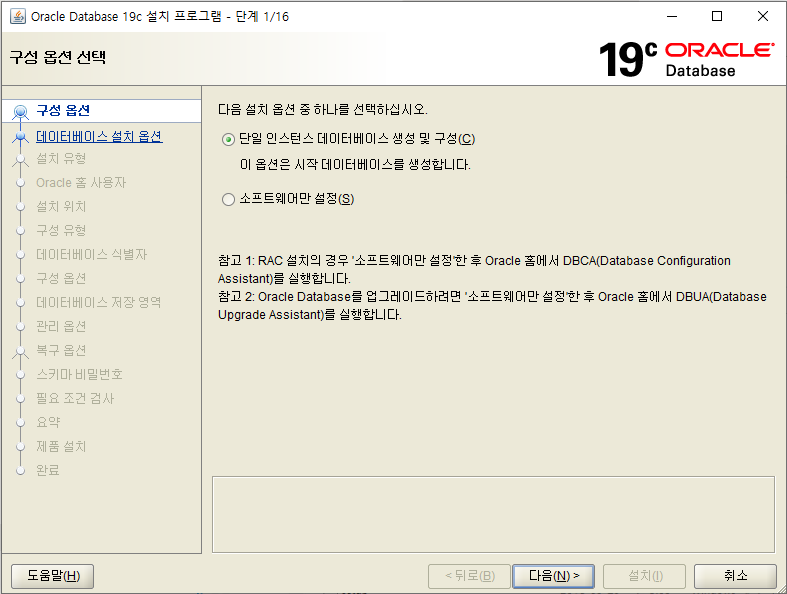 Oracle Database 19c 설치 프로그램 - 단계 1/16
구성 옵션 선택
19c ORACLE
Database
구성 옵션
데이터베이스 설치 옵션
설치 유형
Oracle 홈 사용자
설치 위치
구성 유형
데이터베이스 식별자
구성 옵션
데이터베이스 저장 영역
관리 옵션
복구 옵션
스키마 비밀번호
필요 조건 검사
요약
제품 설치
완료
다음 설치 옵션 중 하나를 선택하십시오.
단일 인스턴스 데이터베이스 생성 및 구성(C)
이 옵션은 시작 데이터베이스를 생성합니다.
소프트웨어만 설정(S)
참고 1: RAC 설치의 경우 '소프트웨어만 설정'한 후 Oracle 홈에서 DBCA(Database Configuration
Assistant)를 실행합니다.
참고 2: Oracle Database를 업그레이드하려면 '소프트웨어만 설정'한 후 Oracle 홈에서 DBUA(Database
Upgrade Assistant)를 실행합니다.
도움말(H)
< 뒤로(B)
다음(N) >
설치(I)
취소